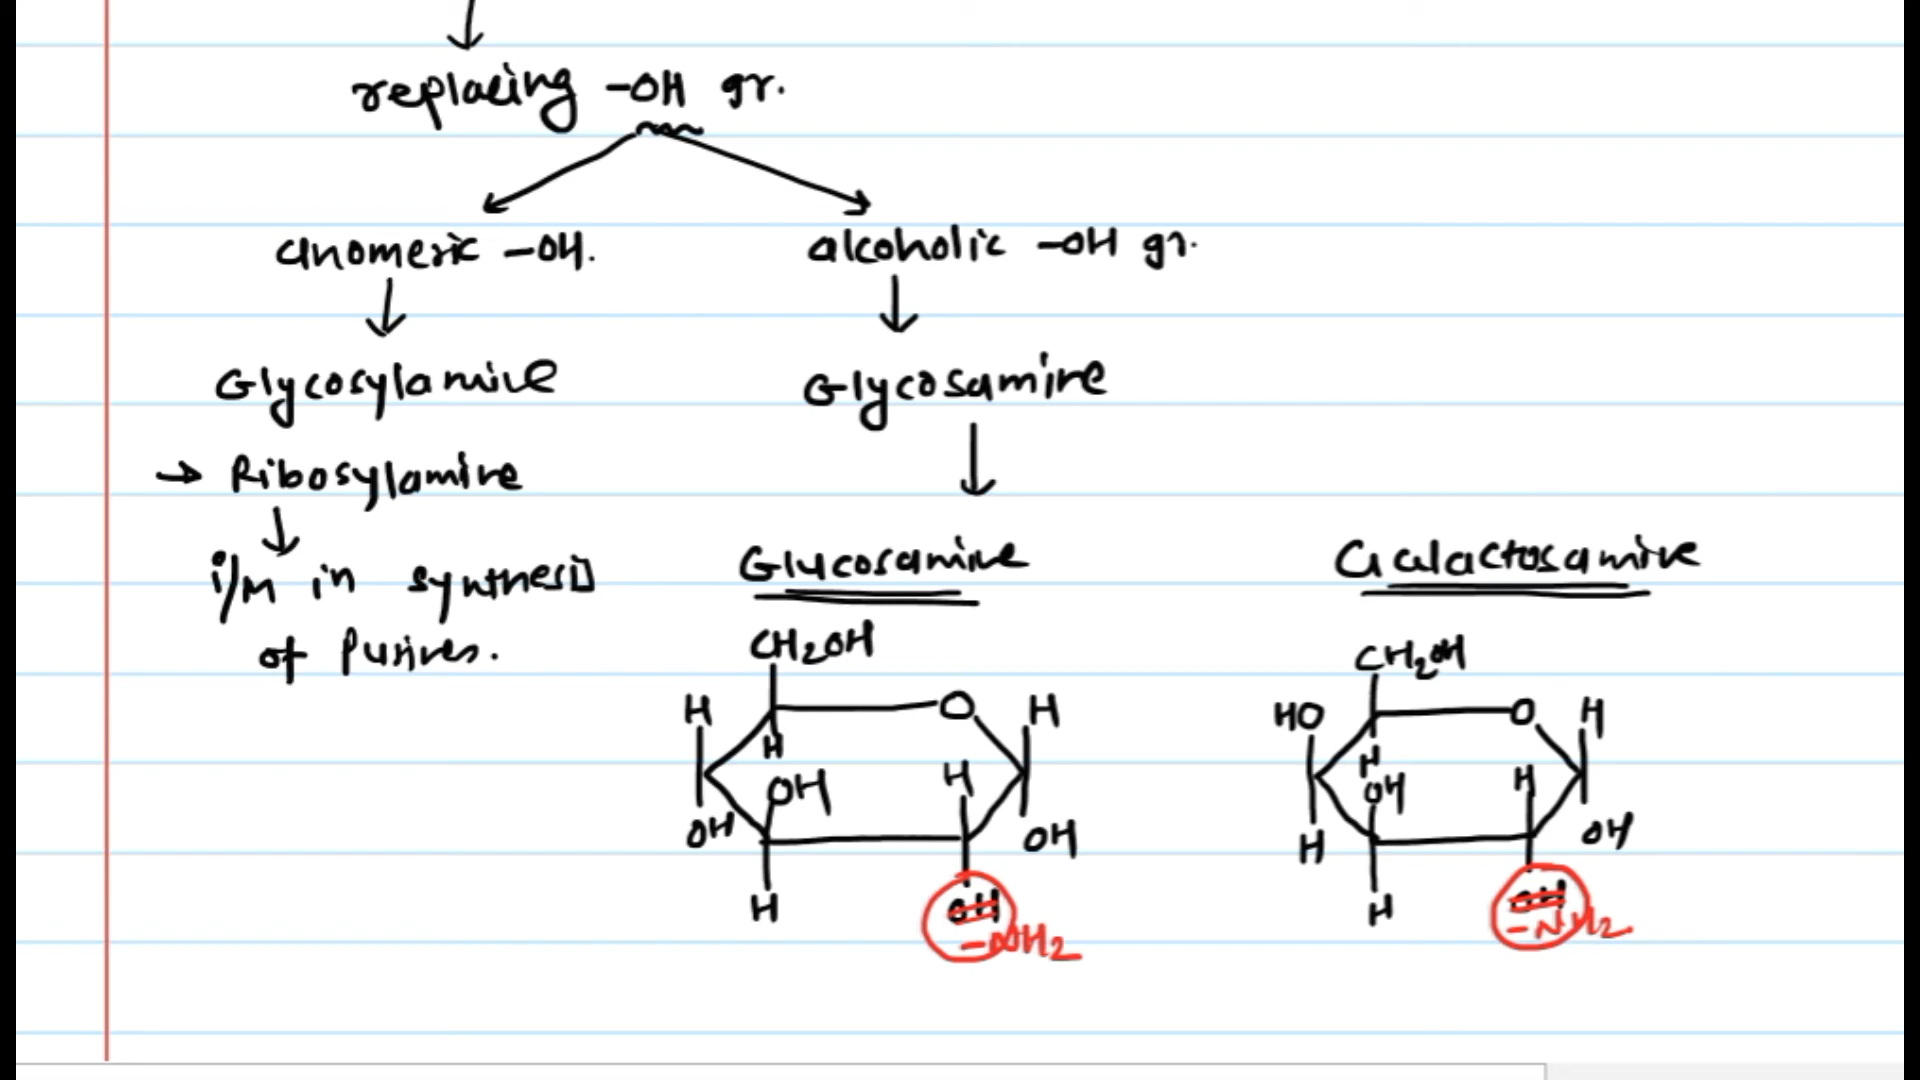 replacing -OH gr.
anomeric -OH.
alcoholic -OH gr.
Glycosylamine
Glycosamine
→ Ribosylamine
i/m in synthesis
of Purines.
Glucosamine
CH2OH
H
O
H
H
OH
H
OH
OH
H
OH
-NH2
Galactosamine
CH2OH
HO
O
H
H
OH
H
H
OH
H
OH
-NH2